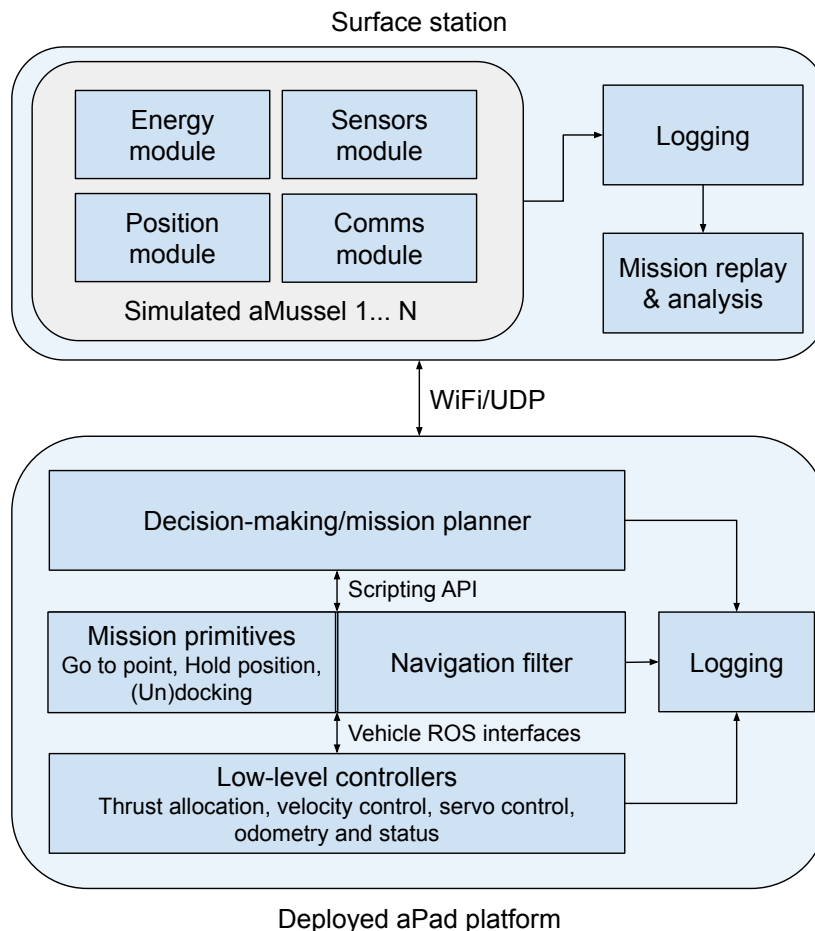 Surface station
Energy
module
Sensors
module
Position
module
Comms
module
Simulated aMussel 1... N
Logging
Mission replay
& analysis
WiFi/UDP
Decision-making/mission planner
Scripting API
Mission primitives
Go to point, Hold position,
(Un)docking
Navigation filter
Logging
Vehicle ROS interfaces
Low-level controllers
Thrust allocation, velocity control, servo control,
odometry and status
Deployed aPad platform